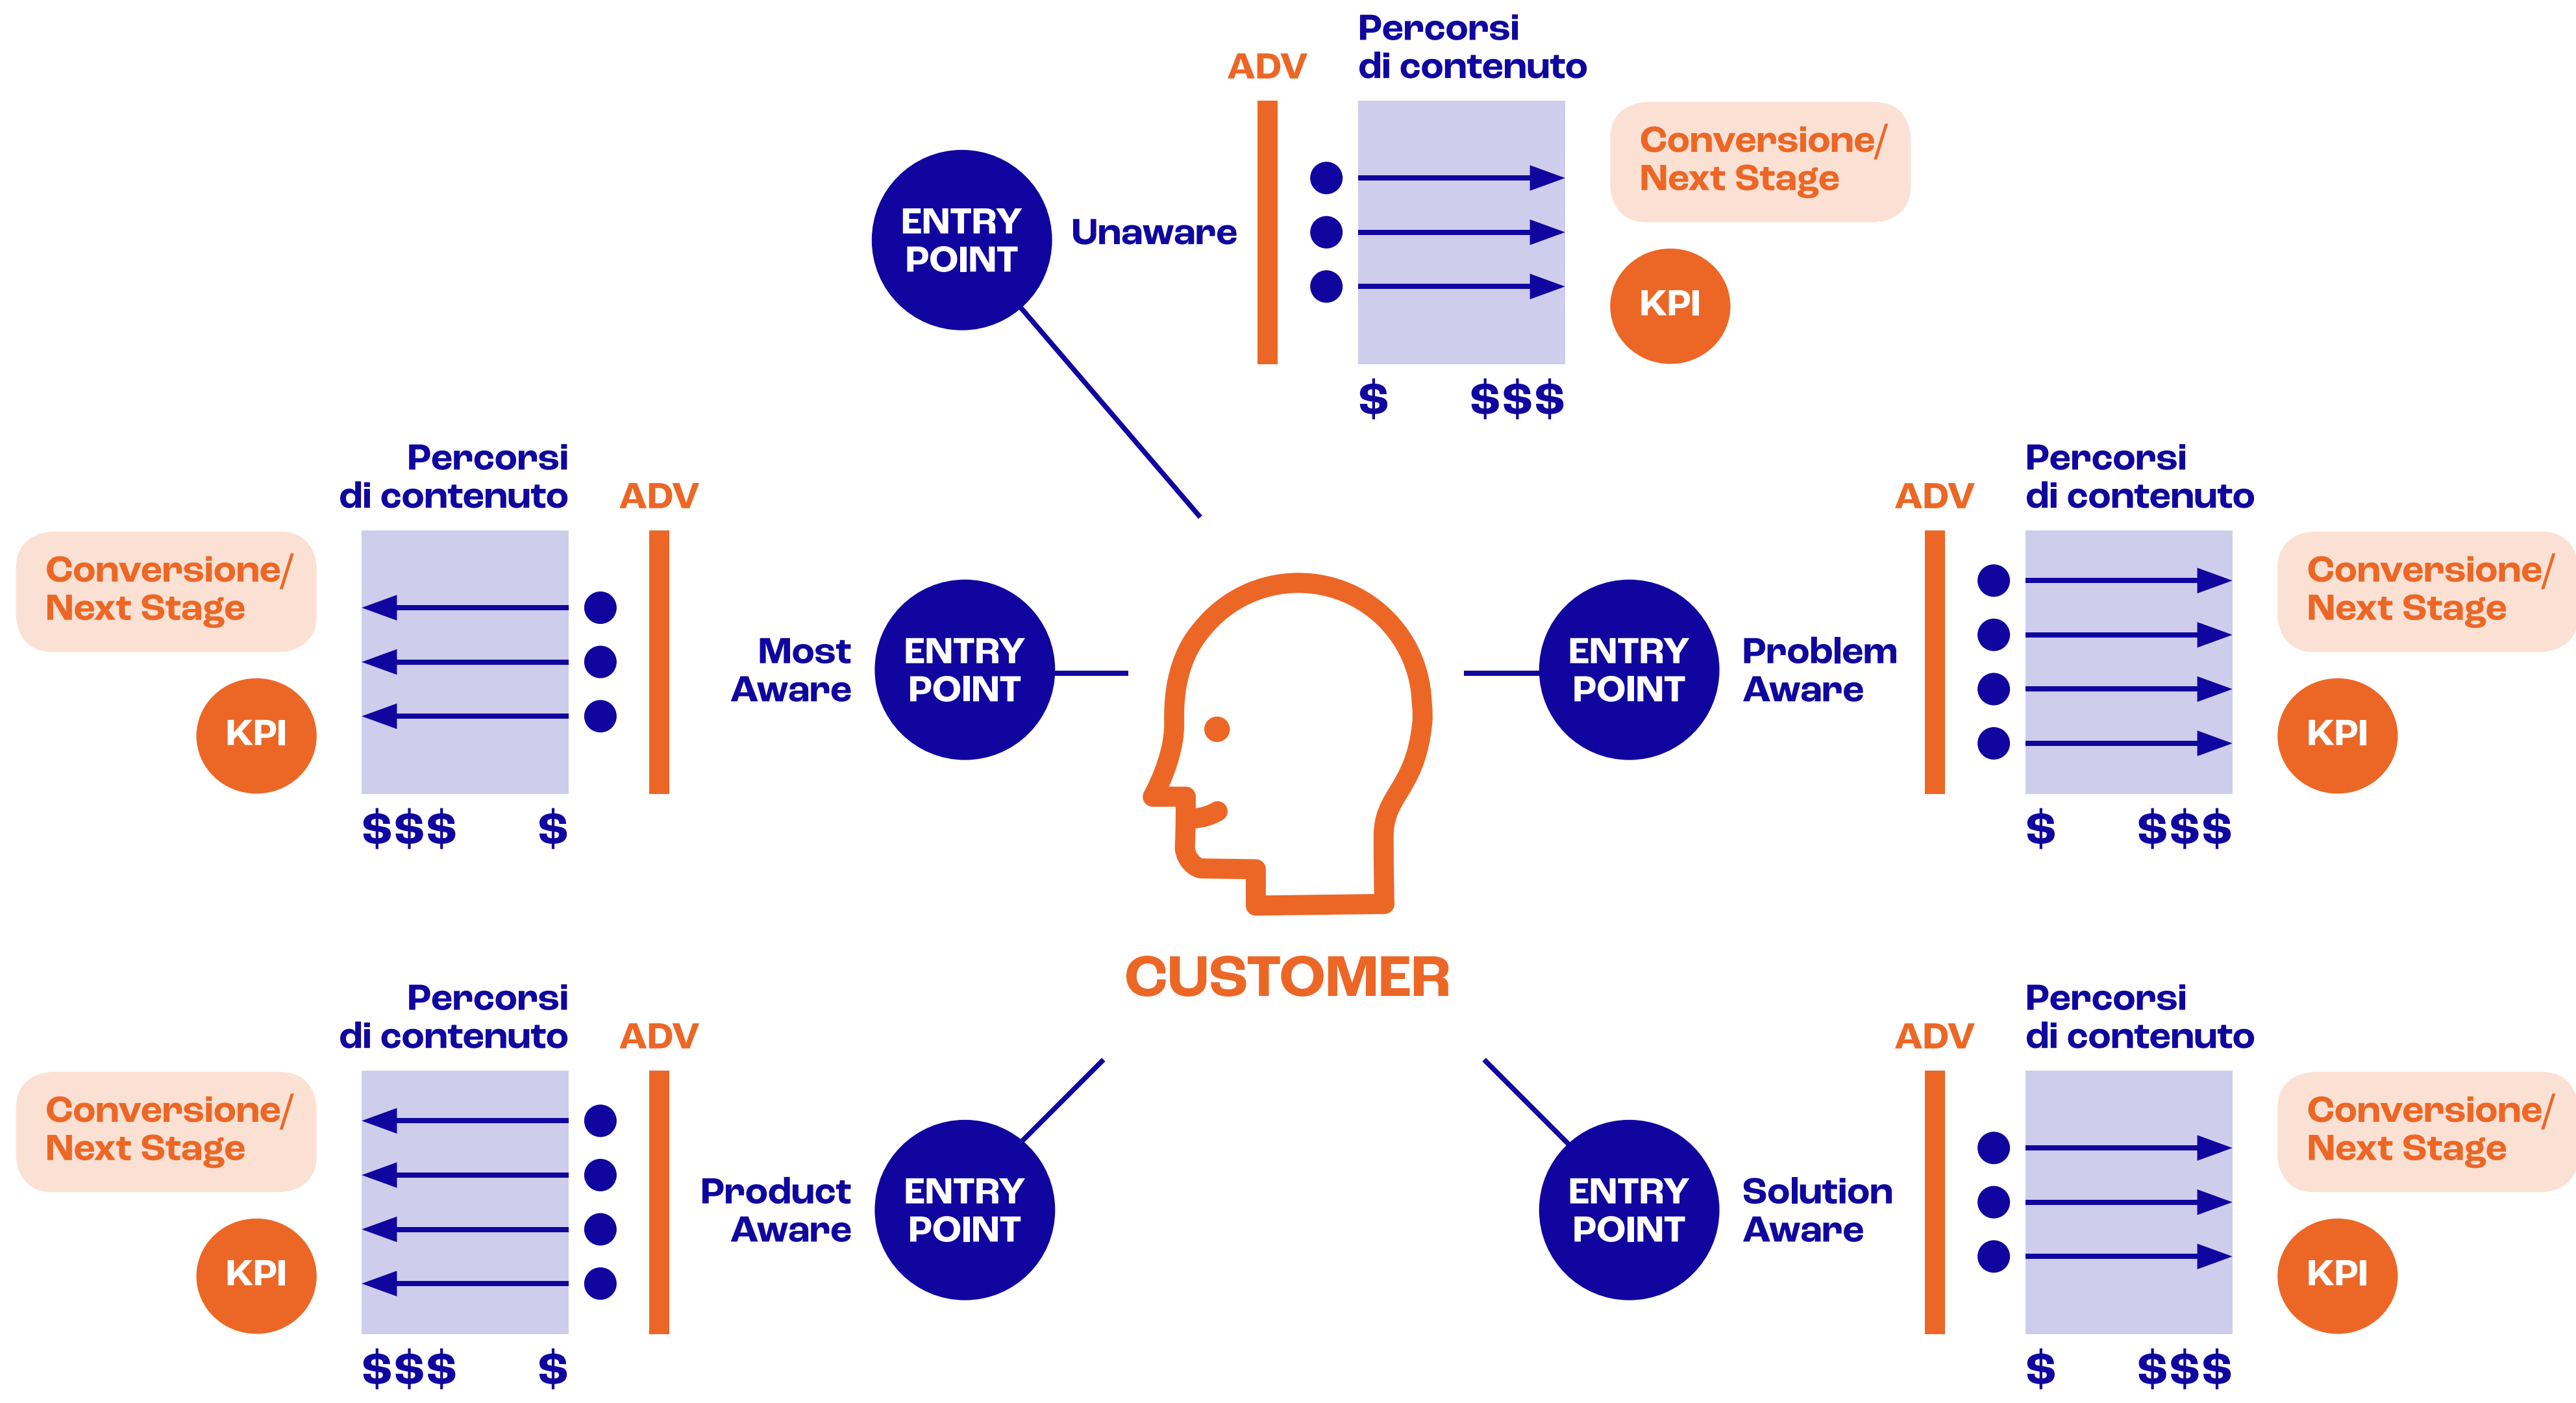 Percorsi
di contenuto
ADV
Conversione/
Next Stage
ENTRY
POINT
Unaware
KPI
$ $$$
Percorsi
di contenuto
ADV
Conversione/
Next Stage
Most
Aware
ENTRY
POINT
KPI
$$$ $
ENTRY
POINT
Problem
Aware
ADV
Percorsi
di contenuto
Conversione/
Next Stage
KPI
$ $$$
CUSTOMER
Percorsi
di contenuto
ADV
Conversione/
Next Stage
Product
Aware
ENTRY
POINT
KPI
$$$ $
ENTRY
POINT
Solution
Aware
ADV
Percorsi
di contenuto
Conversione/
Next Stage
KPI
$ $$$